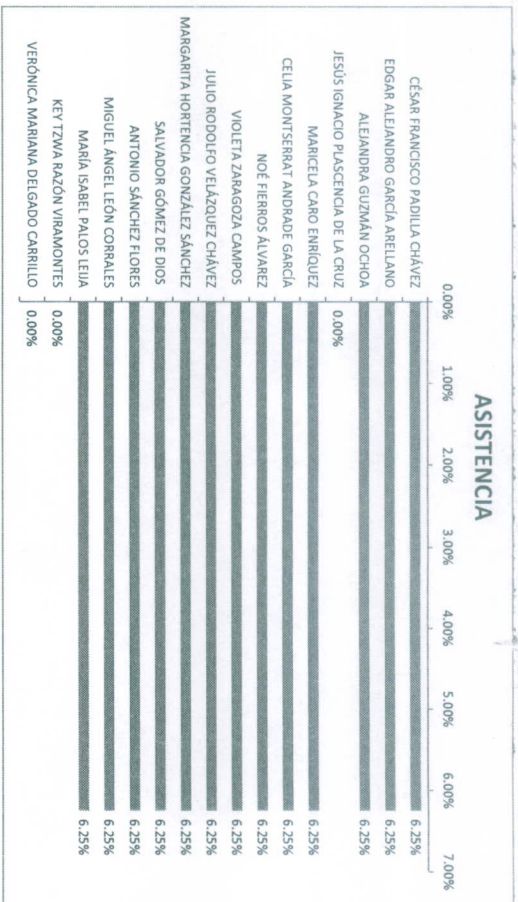 ASISTENCIA
0.00% 1.00% 2.00% 3.00% 4.00% 5.00% 6.00% 7.00%
CÉSAR FRANCISCO PADILLA CHÁVEZ 6.25%
EDGAR ALEJANDRO GARCÍA ARELLANO 6.25%
ALEJANDRA GUZMÁN OCHOA 6.25%
JESÚS IGNACIO PLASCENCIA DE LA CRUZ 0.00%
MARICELA CARO ENRÍQUEZ 6.25%
CELIA MONTSERRAT ANDRADE GARCÍA 6.25%
NOÉ FIERROS ÁLVAREZ 6.25%
VIOLETA ZARAGOZA CAMPOS 6.25%
JULIO RODOLFO VELÁZQUEZ CHÁVEZ 6.25%
MARGARITA HORTENCIA GONZÁLEZ SÁNCHEZ 6.25%
SALVADOR GÓMEZ DE DIOS 6.25%
ANTONIO SÁNCHEZ FLORES 6.25%
MIGUEL ÁNGEL LEÓN CORRALES 6.25%
MARÍA ISABEL PALOS LEIJA 6.25%
KEY TZWA RAZÓN VIRAMONTES 0.00%
VERÓNICA MARIANA DELGADO CARRILLO 0.00%